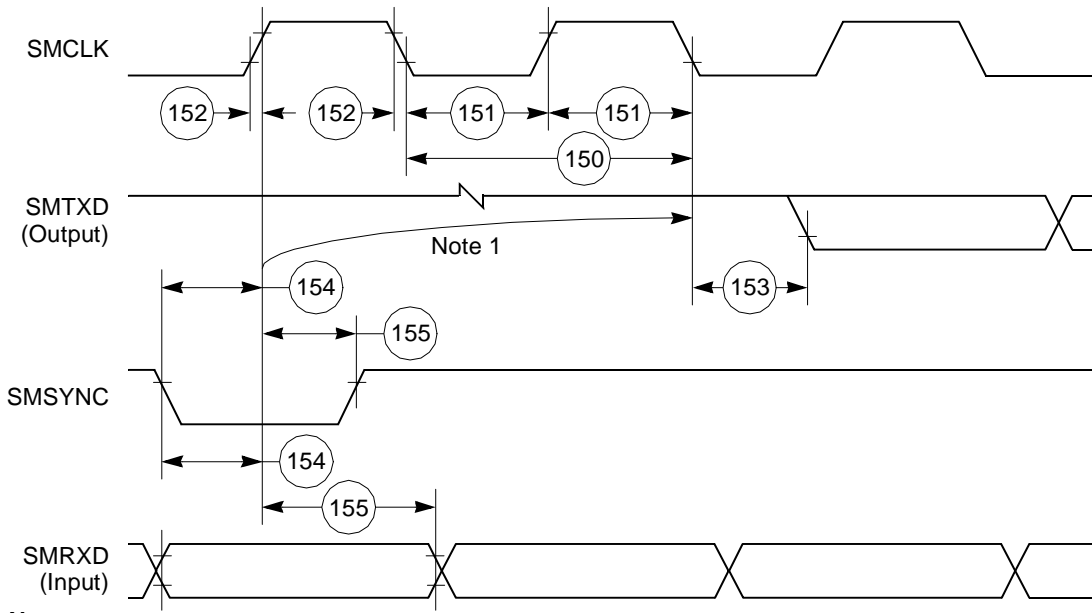 SMCLK
152 152 151 151
150
SMTXD
(Output)
Note 1
154 153
155
SMSYNC
154
155
SMRXD
(Input)